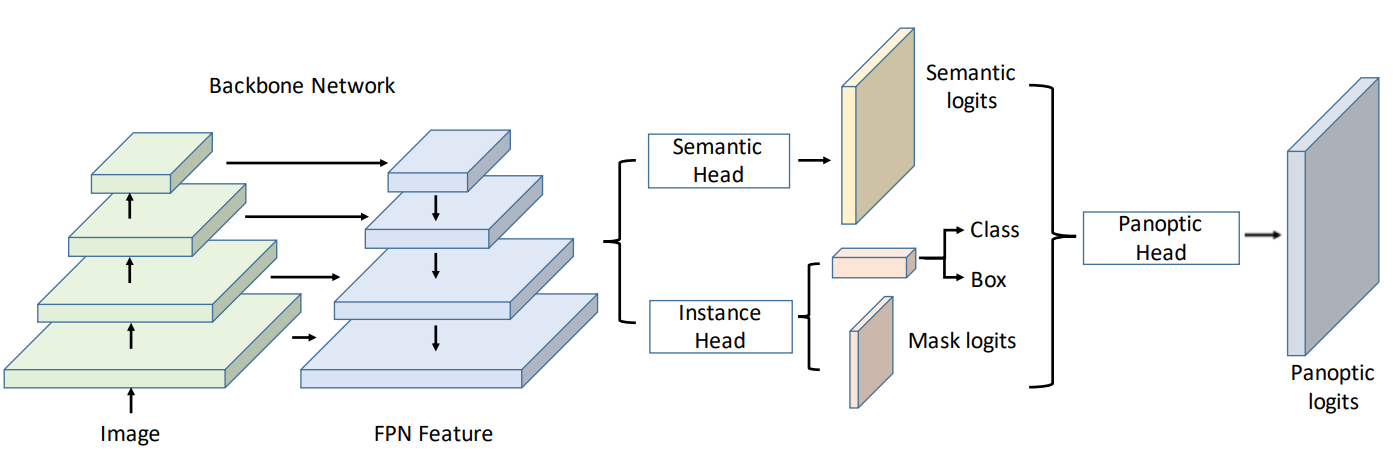 Backbone Network
Image
FPN Feature
Semantic
Head
Instance
Head
Semantic
logits
Class
Box
Mask logits
Panoptic
Head
Panoptic
logits